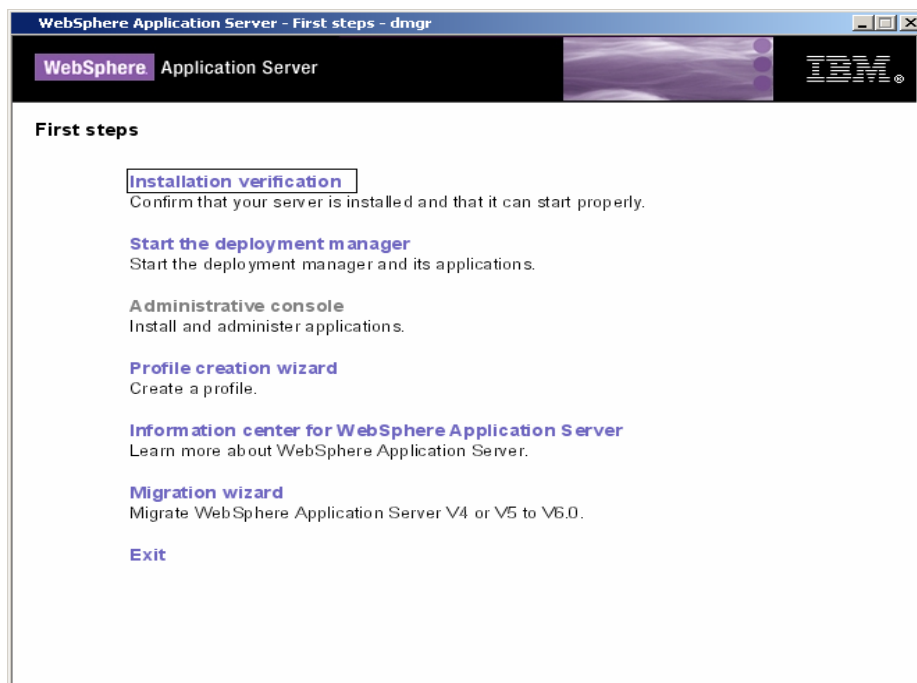 WebSphere Application Server - First steps - dmgr
WebSphere Application Server
IBM®
First steps
Installation verification
Confirm that your server is installed and that it can start properly.
Start the deployment manager
Start the deployment manager and its applications.
Administrative console
Install and administer applications.
Profile creation wizard
Create a profile.
Information center for WebSphere Application Server
Learn more about WebSphere Application Server.
Migration wizard
Migrate WebSphere Application Server V4 or V5 to V6.0.
Exit